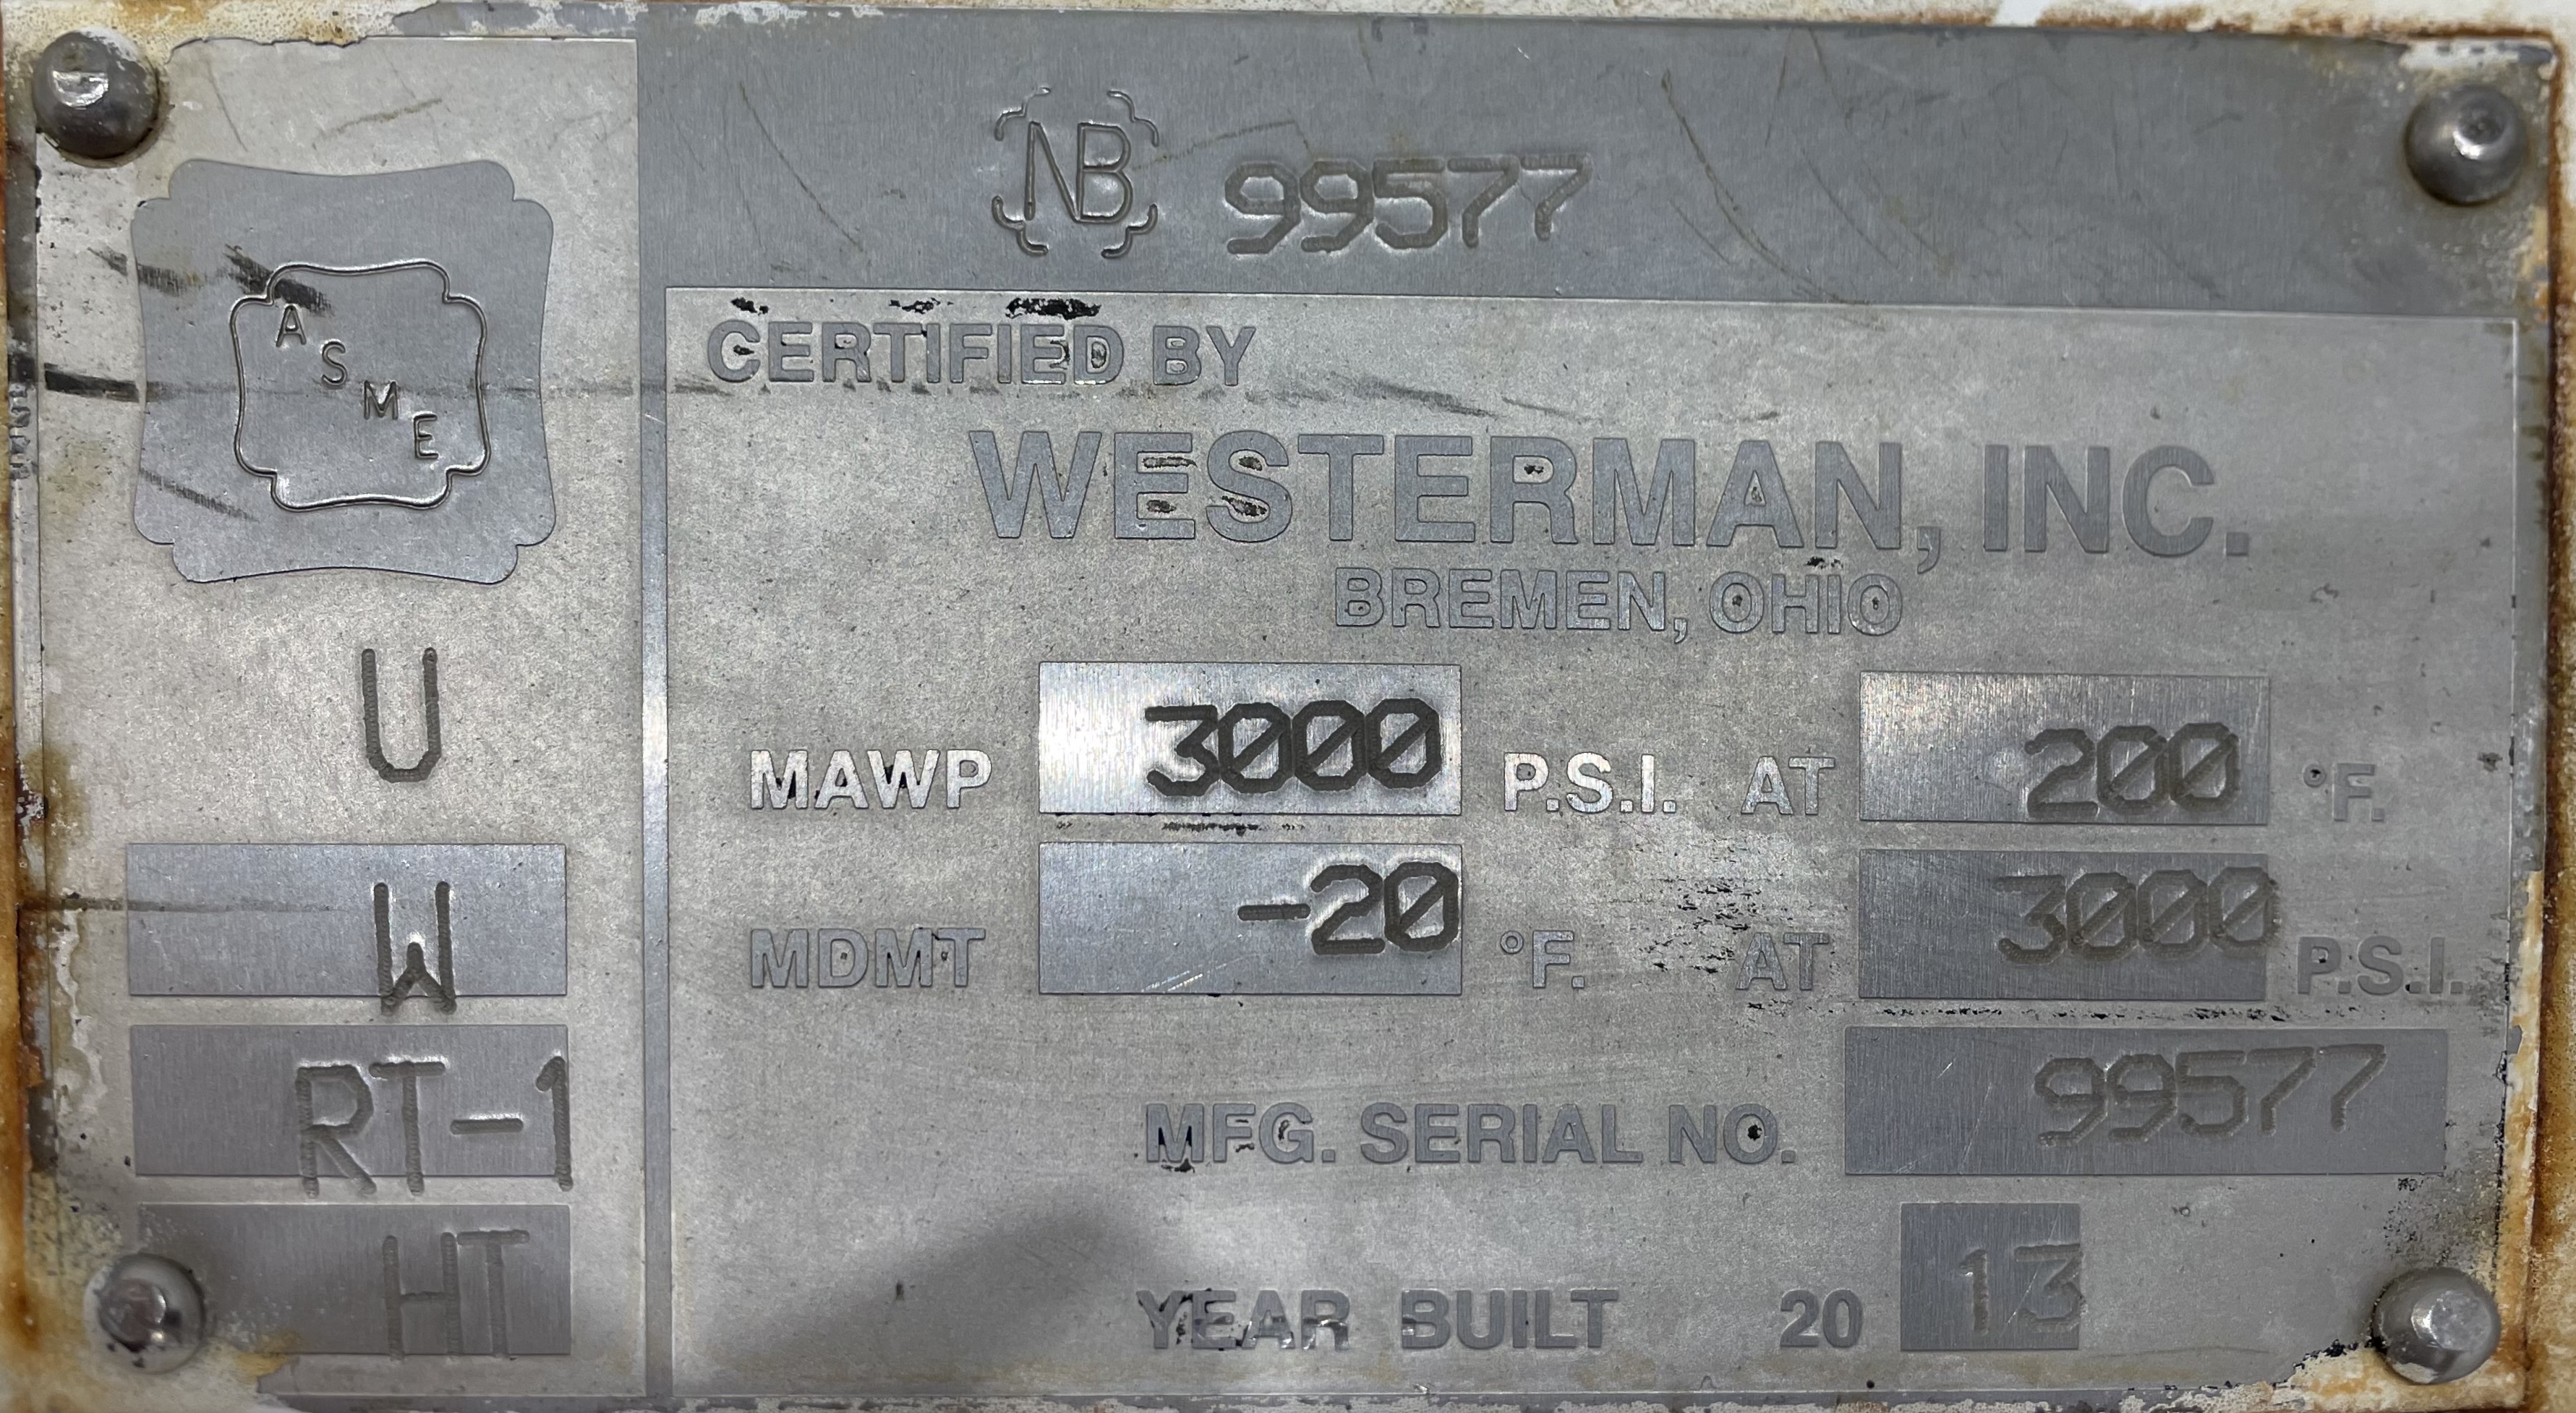 NB 99577
A
S
M
E
U
W
RT-1
HT
CERTIFIED BY
WESTERMAN, INC.
BREMEN, OHIO
MAWP 3000 P.S.I. AT 200 °F.
MDMT -20 °F. AT 3000 P.S.I.
MFG. SERIAL NO. 99577
YEAR BUILT 20 13